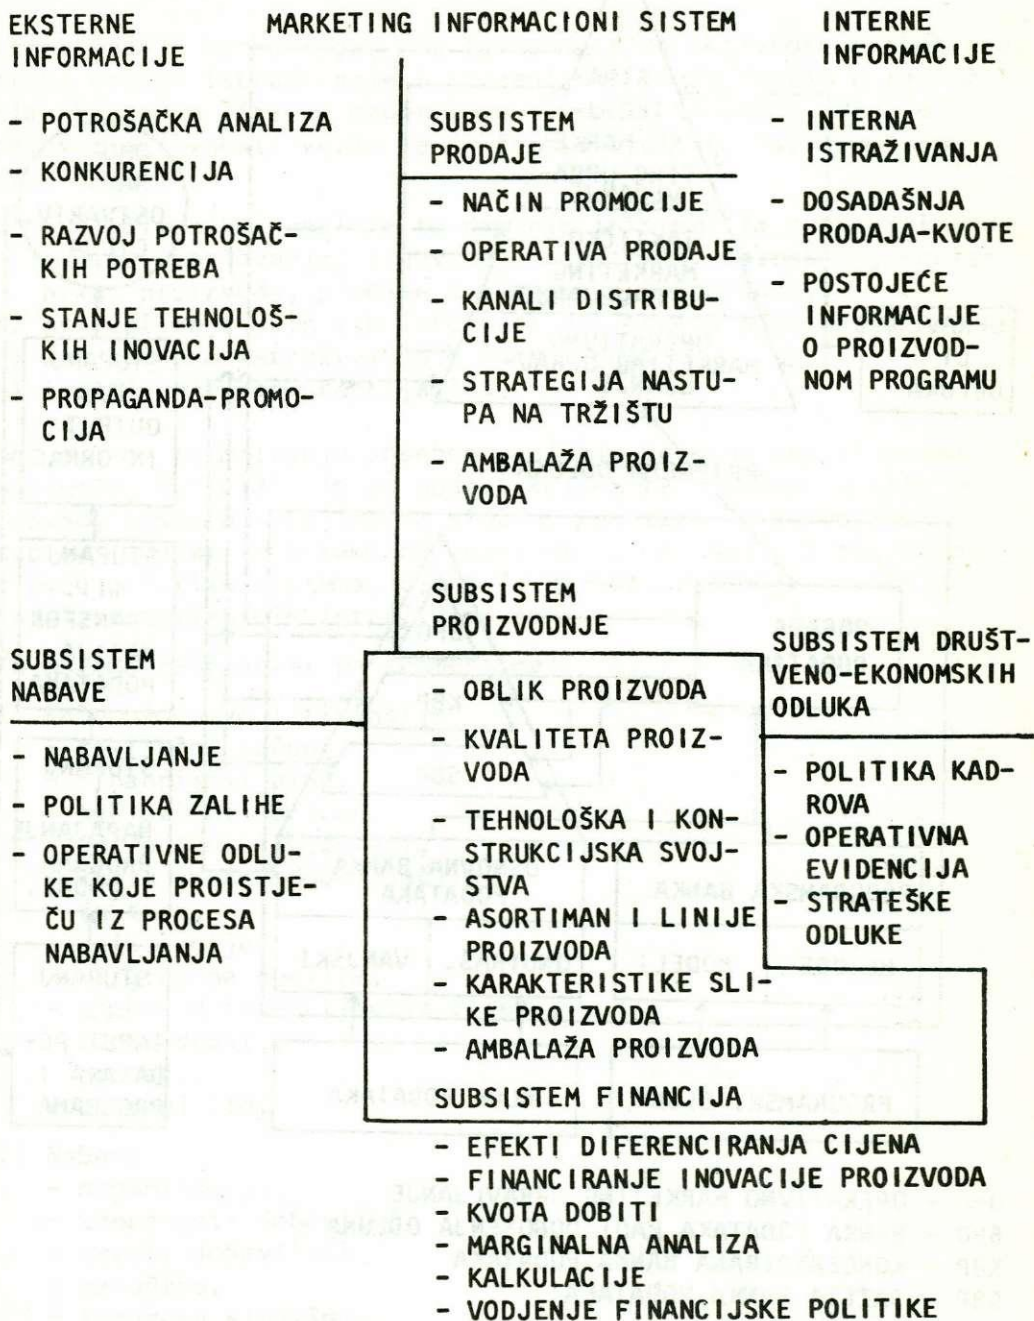 EKSTERNE
INFORMACIJE
- POTROŠAČKA ANALIZA
- KONKURENCIJA
- RAZVOJ POTROŠAČ-
KIH POTREBA
- STANJE TEHNOLOŠ-
KIH INOVACIJA
- PROPAGANDA-PROMO-
CIJA
MARKETING INFORMACIONI SISTEM
SUBSISTEM
PRODAJE
- NAČIN PROMOCIJE
- OPERATIVA PRODAJE
- KANALI DISTRIBU-
CIJE
- STRATEGIJA NASTU-
PA NA TRŽIŠTU
- AMBALAŽA PROIZ-
VODA
INTERNE
INFORMACIJE
- INTERNA
ISTRAŽIVANJA
- DOSADAŠNJA
PRODAJA-KVOTE
- POSTOJEĆE
INFORMACIJE
O PROIZVOD-
NOM PROGRAMU
SUBSISTEM
NABAVE
- NABAVLJANJE
- POLITIKA ZALIHE
- OPERATIVNE ODLU-
KE KOJE PROISTJE-
ČU IZ PROCESA
NABAVLJANJA
SUBSISTEM
PROIZVODNJE
- OBLIK PROIZVODA
- KVALITETA PROIZ-
VODA
- TEHNOLOŠKA I KON-
STRUKCIJSKA SVOJ-
STVA
- ASORTIMAN I LINIJE
PROIZVODA
- KARAKTERISTIKE SLI-
KE PROIZVODA
- AMBALAŽA PROIZVODA
SUBSISTEM DRUŠT-
VENO-EKONOMSKIH
ODLUKA
- POLITIKA KAD-
ROVA
- OPERATIVNA
EVIDENCIJA
- STRATEŠKE
ODLUKE
SUBSISTEM FINANCIJA
- EFEKTI DIFERENCIRANJA CIJENA
- FINANCIRANJE INOVACIJE PROIZVODA
- KVOTA DOBITI
- MARGINALNA ANALIZA
- KALKULACIJE
- VODJENJE FINANCIJSKE POLITIKE